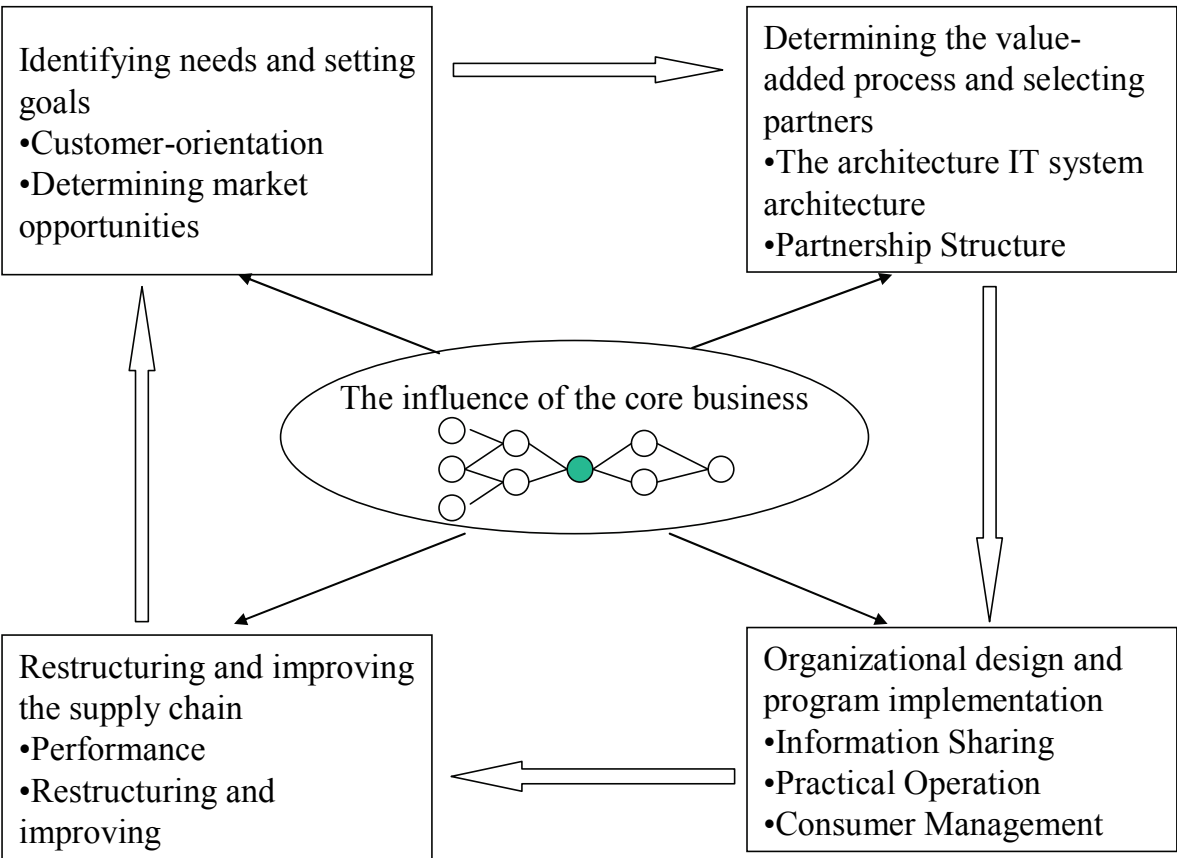 Identifying needs and setting
goals
•Customer-orientation
•Determining market
opportunities
Determining the value-
added process and selecting
partners
•The architecture IT system
architecture
•Partnership Structure
The influence of the core business
Restructuring and improving
the supply chain
•Performance
•Restructuring and
improving
Organizational design and
program implementation
•Information Sharing
•Practical Operation
•Consumer Management